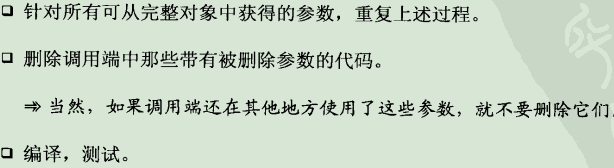 ❑ 针对所有可从完整对象中获得的参数，重复上述过程。
❑ 删除调用端中那些带有被删除参数的代码。
⇒ 当然，如果调用端还在其他地方使用了这些参数，就不要删除它们。
❑ 编译，测试。